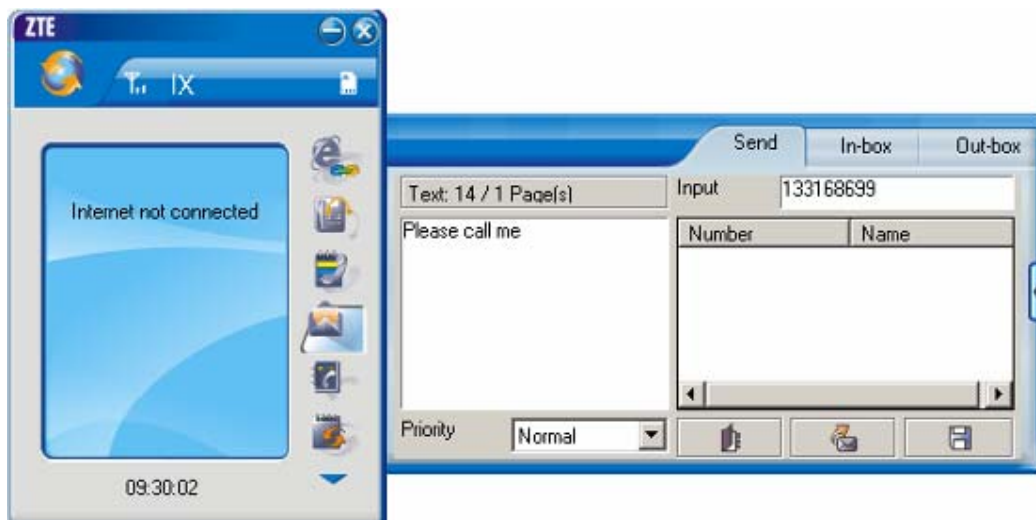 ZTE
1X
Internet not connected
09:30:02
Send
In-box
Out-box
Text: 14 / 1 Page(s)
Input
133168699
Please call me
Number
Name
Priority
Normal